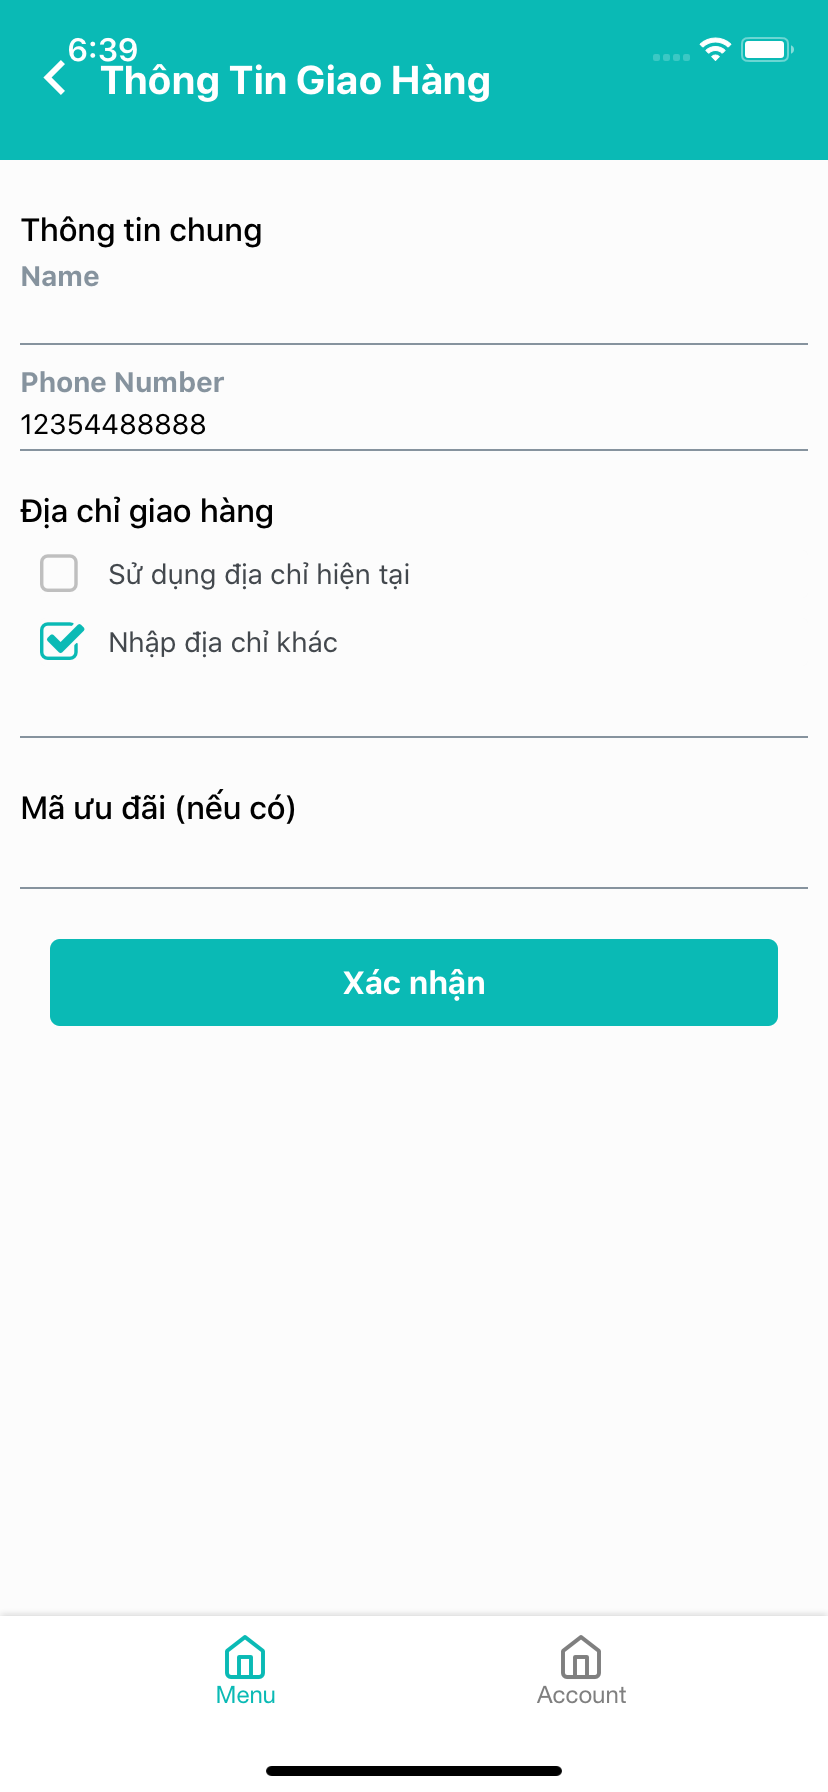 6:39
Thông Tin Giao Hàng
Thông tin chung
Name
Phone Number
12354488888
Địa chỉ giao hàng
Sử dụng địa chỉ hiện tại
Nhập địa chỉ khác
Mã ưu đãi (nếu có)
Xác nhận
Menu
Account